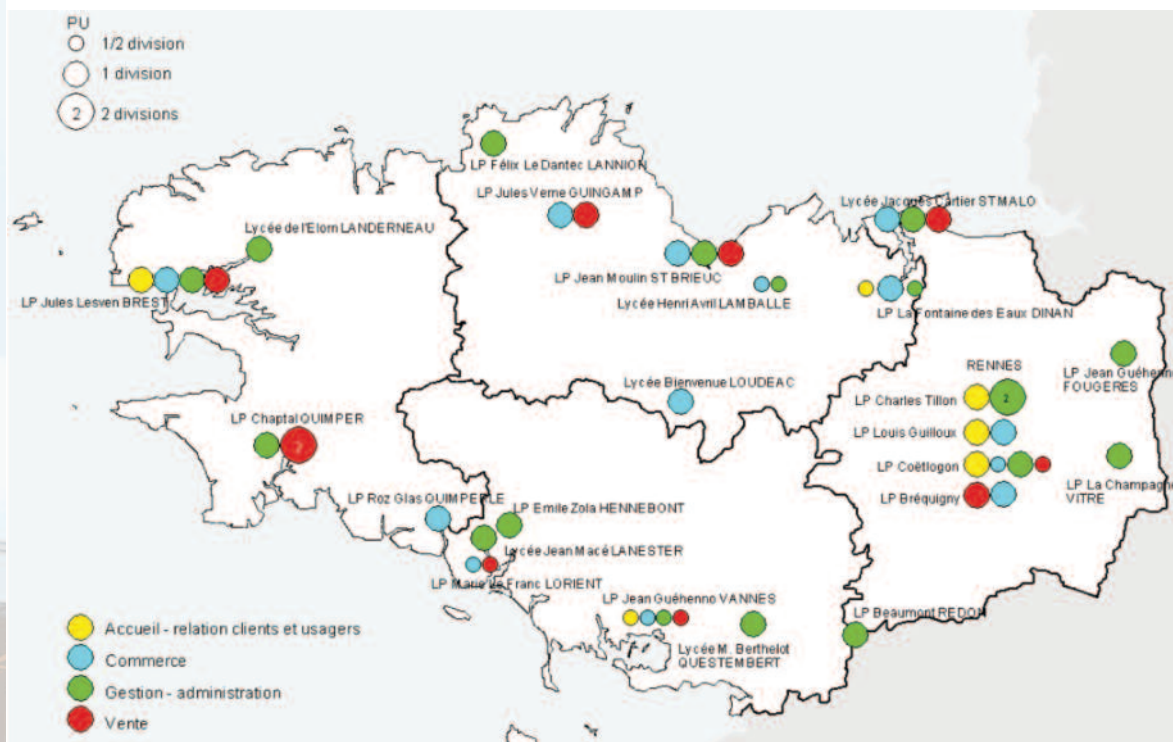 PU
1/2 division
1 division
2 2 divisions
LP Félix Le Dantec LANNION
LP Jules Verne GUINGAMP
Lycée Jacques Cartier ST MALO
Lycée de l'Elorn LANDERNEAU
LP Jean Moulin ST BRIEUC
LP Jules Lesven BREST
Lycée Henri Avril LAMBALLE
LP La Fontaine des Eaux DINAN
RENNES
LP Jean Guéhenno
FOUGERES
Lycée Bienvenue LOUDEAC
LP Charles Tillon
2
LP Chaptal QUIMPER
2
LP Louis Guilloux
LP Coëtlogon
LP La Champagne
VITRE
LP Bréquigny
LP Roz Glas QUIMPERLE
LP Emile Zola HENNEBONT
Lycée Jean Macé LANESTER
LP Marie Le Franc LORIENT
LP Jean Guéhenno VANNES
LP Beaumont REDON
Lycée M. Berthelot
QUESTEMBERT
Accueil - relation clients et usagers
Commerce
Gestion - administration
Vente